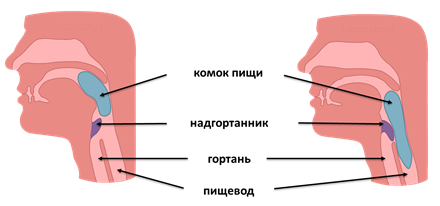 комок пищи
надгортанник
гортань
пищевод